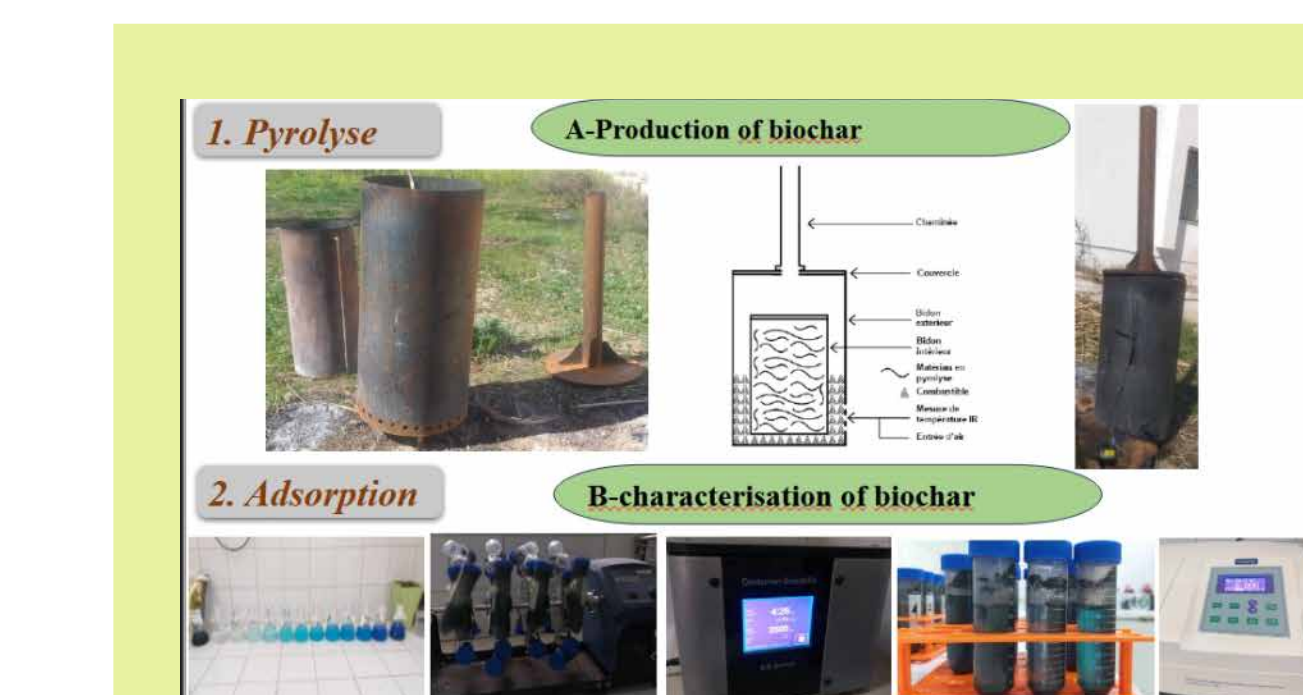 1. Pyrolyse
A-Production of biochar
Cheminée
Couvercle
Bidon
exterieur
Bidon
Intérieur
Matériau en
pyrolyse
Combustible
Mesure de
température IR
Entrée d'air
2. Adsorption
B-characterisation of biochar